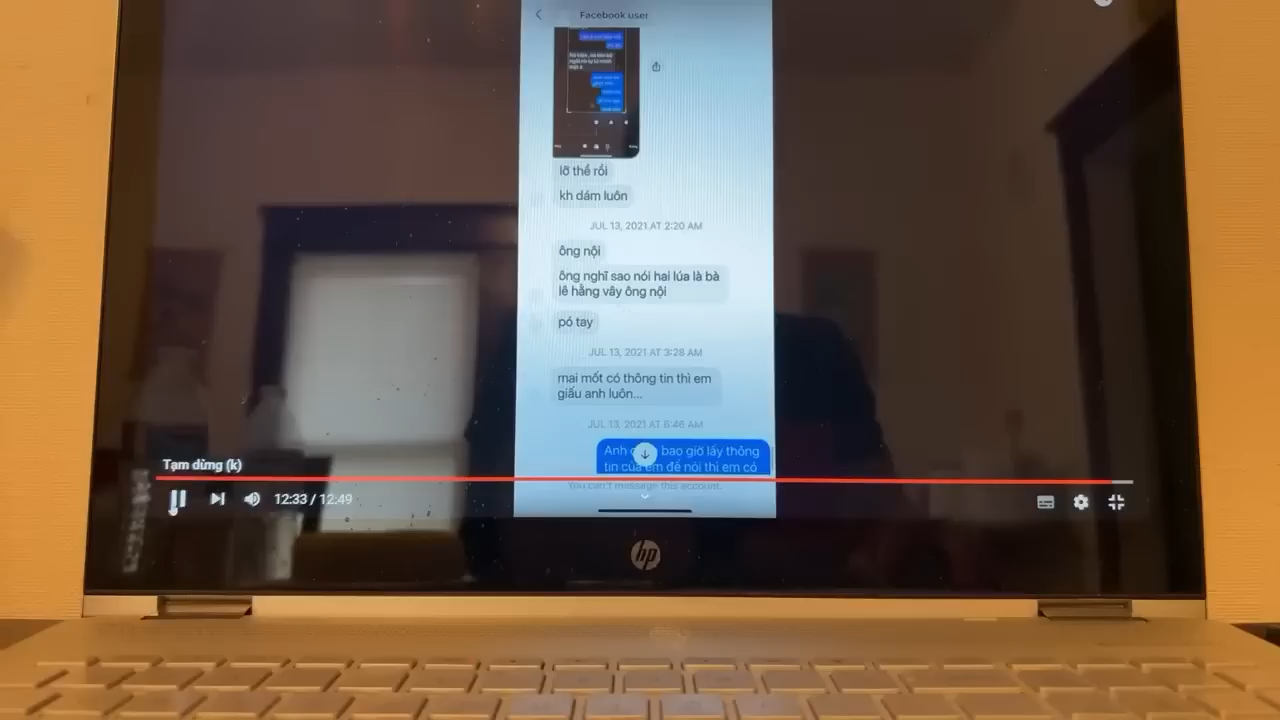 Facebook user
lỡ thế rồi
kh dám luôn
JUL 13, 2021 AT 2:20 AM
ông nội
ông nghĩ sao nói hai lúa là bà
lê hằng vây ông nội
pó tay
JUL 13, 2021 AT 3:28 AM
mai mốt có thông tin thì em
giấu anh luôn...
JUL 13, 2021 AT 6:46 AM
Anh bao giờ lấy thông
tin của em để nói thì em có
You can't message this account.
Tạm dừng (k)
12:33 / 12:49
hp